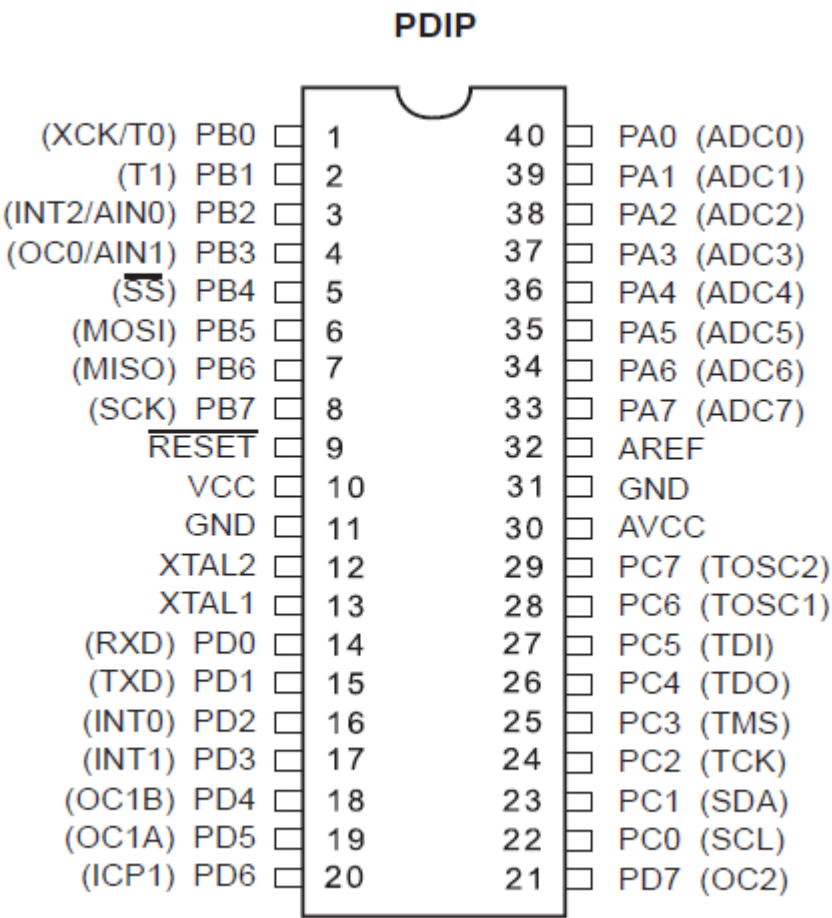 PDIP
(XCK/T0) PB0 1 40 PA0 (ADC0)
(T1) PB1 2 39 PA1 (ADC1)
(INT2/AIN0) PB2 3 38 PA2 (ADC2)
(OC0/AIN1) PB3 4 37 PA3 (ADC3)
(SS) PB4 5 36 PA4 (ADC4)
(MOSI) PB5 6 35 PA5 (ADC5)
(MISO) PB6 7 34 PA6 (ADC6)
(SCK) PB7 8 33 PA7 (ADC7)
RESET 9 32 AREF
VCC 10 31 GND
GND 11 30 AVCC
XTAL2 12 29 PC7 (TOSC2)
XTAL1 13 28 PC6 (TOSC1)
(RXD) PD0 14 27 PC5 (TDI)
(TXD) PD1 15 26 PC4 (TDO)
(INT0) PD2 16 25 PC3 (TMS)
(INT1) PD3 17 24 PC2 (TCK)
(OC1B) PD4 18 23 PC1 (SDA)
(OC1A) PD5 19 22 PC0 (SCL)
(ICP1) PD6 20 21 PD7 (OC2)